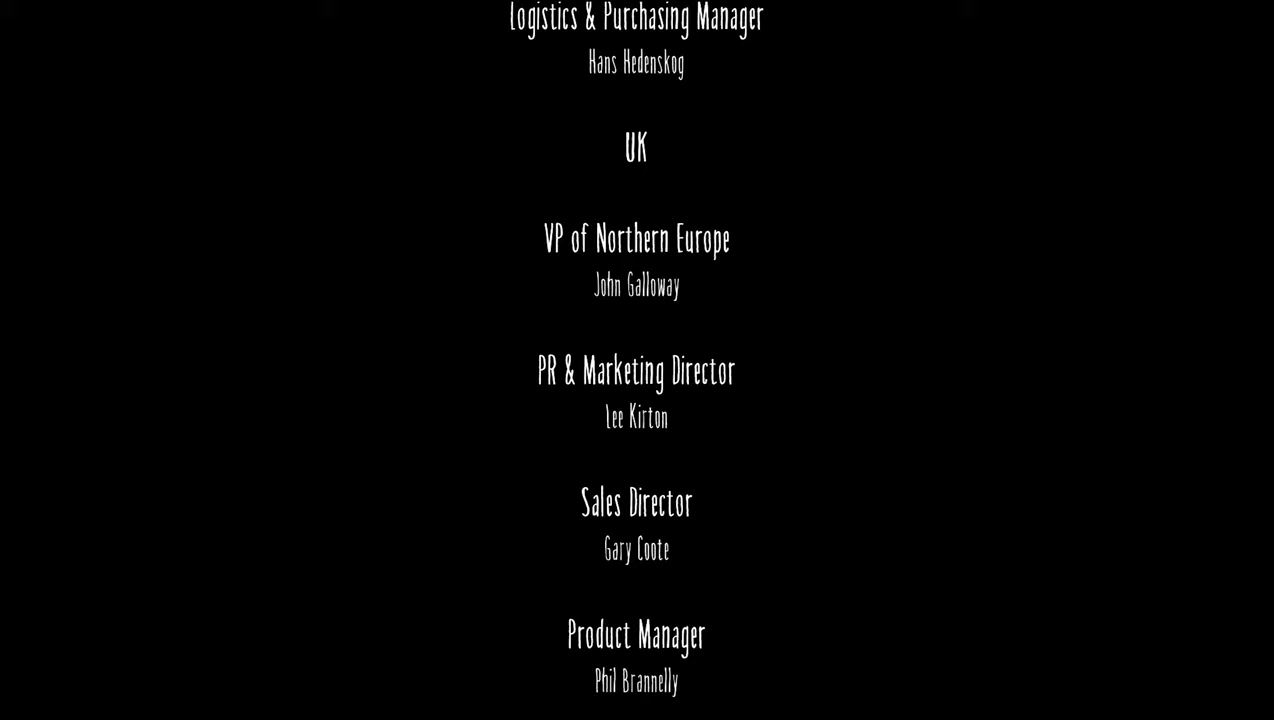 Logistics & Purchasing Manager
Hans Hedenskog
UK
VP of Northern Europe
John Galloway
PR & Marketing Director
Lee Kirton
Sales Director
Gary Coote
Product Manager
Phil Brannelly